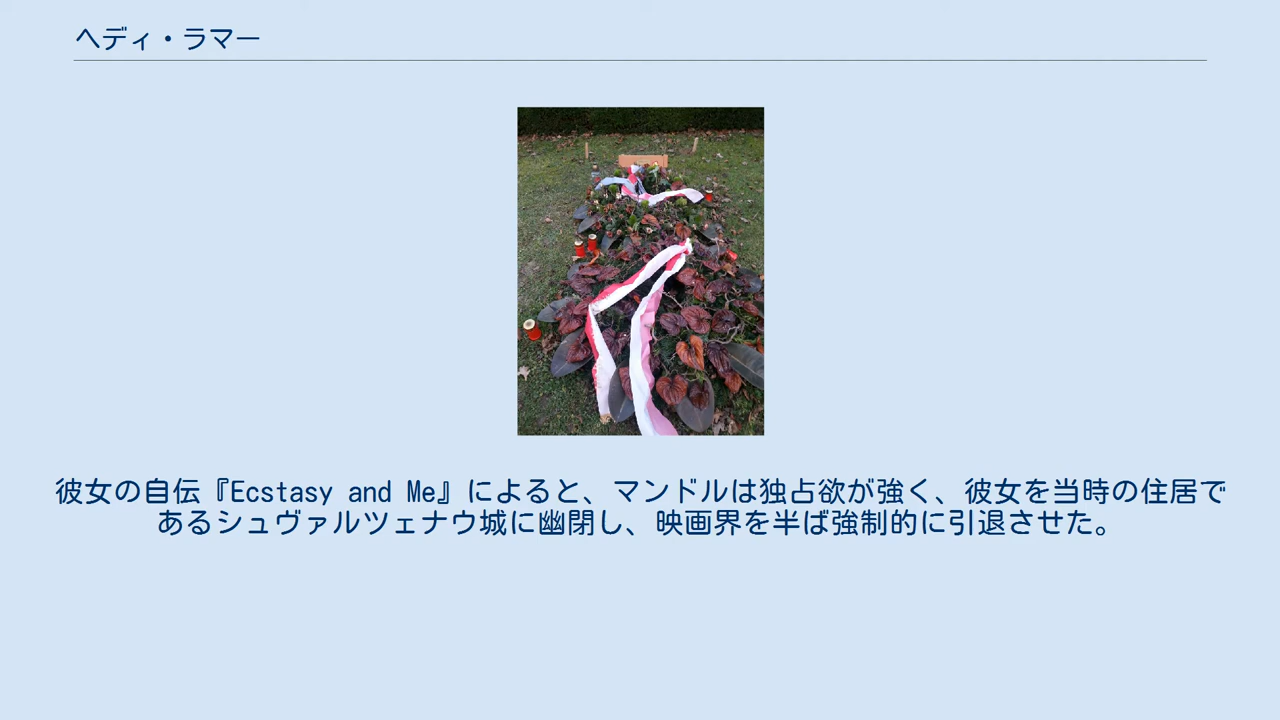 ヘディ・ラマー
彼女の自伝『Ecstasy and Me』によると、マンドルは独占欲が強く、彼女を当時の住居で
あるシュヴァルツェナウ城に幽閉し、映画界を半ば強制的に引退させた。